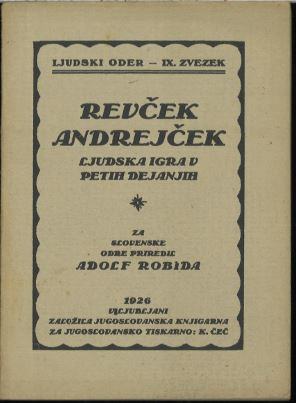 LJUDSKI ODER – IX. ZVEZEK
REVČEK
ANDREJČEK
LJUDSKA IGRA V
PETIH DEJANJIH
ZA
SLOVENSKE
ODRE PRIREDIL
ADOLF ROBIDA
1926
V LJUBLJANI
ZALOŽILA JUGOSLOVANSKA KNJIGARNA
ZA JUGOSLOVANSKO TISKARNO: K. ČEČ